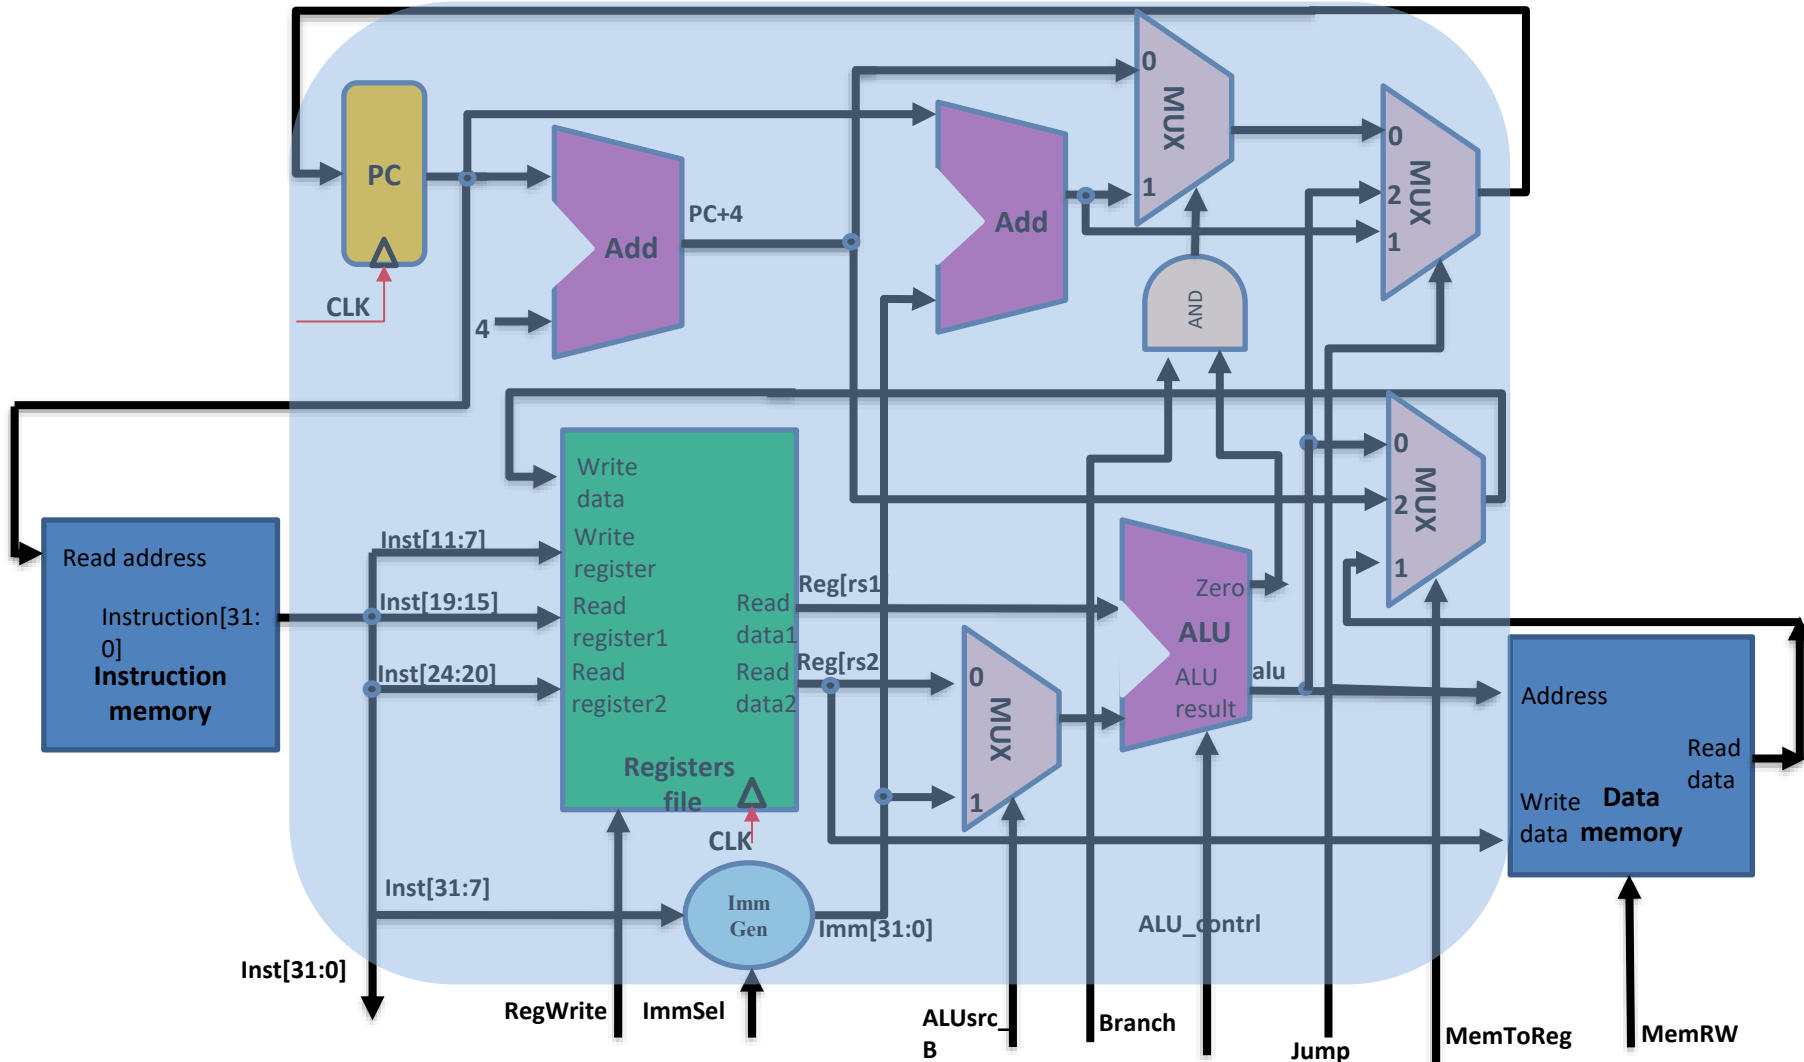 0
MUX
1
0
MUX
2
1
PC
CLK
Add
4
PC+4
Add
AND
Write
data
Write
register
Read
register1
Read
register2
Read
data1
Read
data2
Registers
file
CLK
Read address
Instruction[31:
0]
Instruction
memory
Inst[11:7]
Inst[19:15]
Inst[24:20]
Inst[31:7]
Inst[31:0]
Reg[rs1
Reg[rs2
0
MUX
1
Zero
ALU
ALU
result
alu
0
MUX
2
1
Address
Read
data
Write
data
Data
memory
Imm
Gen
Imm[31:0]
ALU_contrl
RegWrite
ImmSel
ALUsrc_
B
Branch
Jump
MemToReg
MemRW